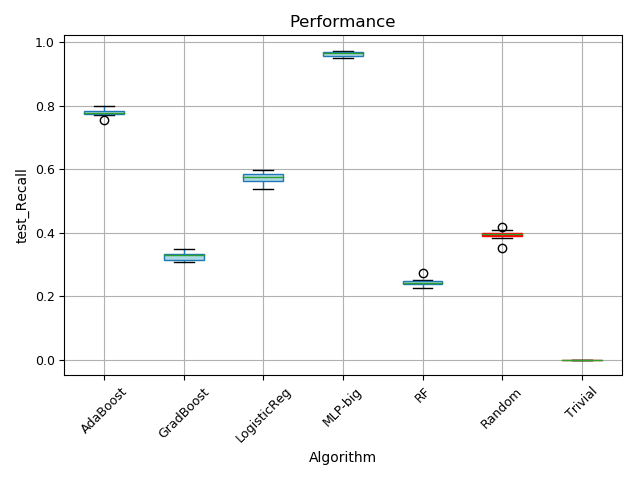 Performance
1.0
0.8
0.6
0.4
0.2
0.0
test_Recall
AdaBoost
GradBoost
LogisticReg
MLP-big
RF
Random
Trivial
Algorithm